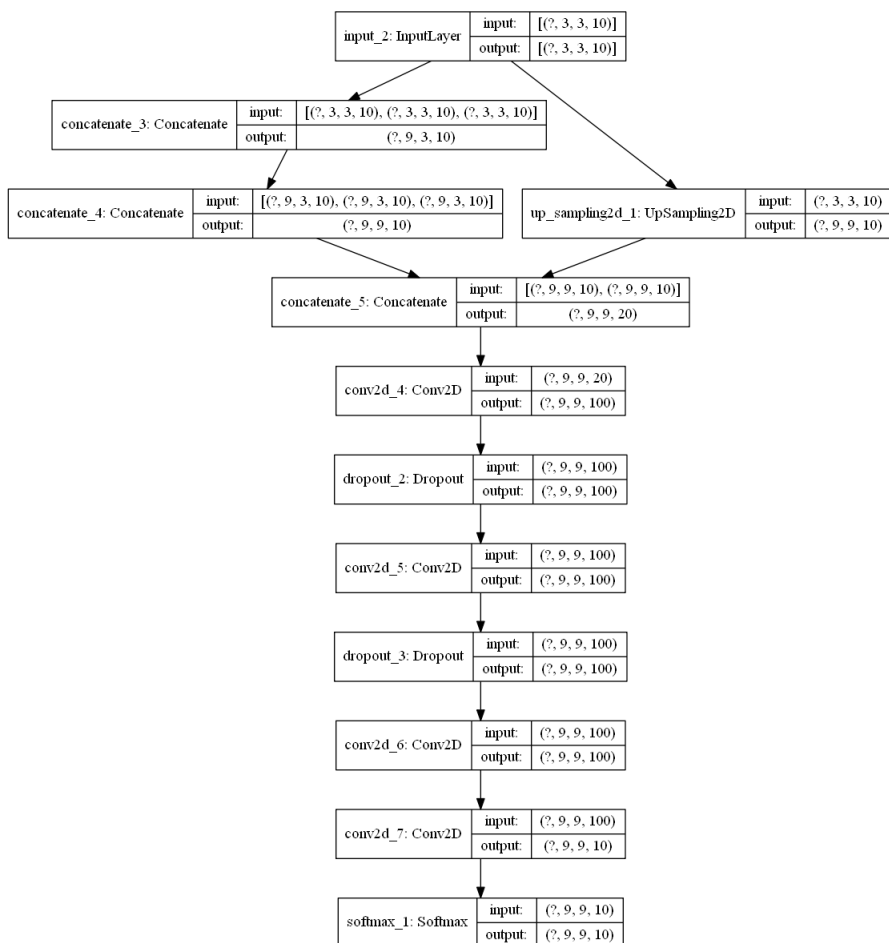 input_2: InputLayer
input: [(?, 3, 3, 10)]
output: [(?, 3, 3, 10)]
concatenate_3: Concatenate
input: [(?, 3, 3, 10), (?, 3, 3, 10), (?, 3, 3, 10)]
output: (?, 9, 3, 10)
concatenate_4: Concatenate
input: [(?, 9, 3, 10), (?, 9, 3, 10), (?, 9, 3, 10)]
output: (?, 9, 9, 10)
up_sampling2d_1: UpSampling2D
input: (?, 3, 3, 10)
output: (?, 9, 9, 10)
concatenate_5: Concatenate
input: [(?, 9, 9, 10), (?, 9, 9, 10)]
output: (?, 9, 9, 20)
conv2d_4: Conv2D
input: (?, 9, 9, 20)
output: (?, 9, 9, 100)
dropout_2: Dropout
input: (?, 9, 9, 100)
output: (?, 9, 9, 100)
conv2d_5: Conv2D
input: (?, 9, 9, 100)
output: (?, 9, 9, 100)
dropout_3: Dropout
input: (?, 9, 9, 100)
output: (?, 9, 9, 100)
conv2d_6: Conv2D
input: (?, 9, 9, 100)
output: (?, 9, 9, 100)
conv2d_7: Conv2D
input: (?, 9, 9, 100)
output: (?, 9, 9, 10)
softmax_1: Softmax
input: (?, 9, 9, 10)
output: (?, 9, 9, 10)